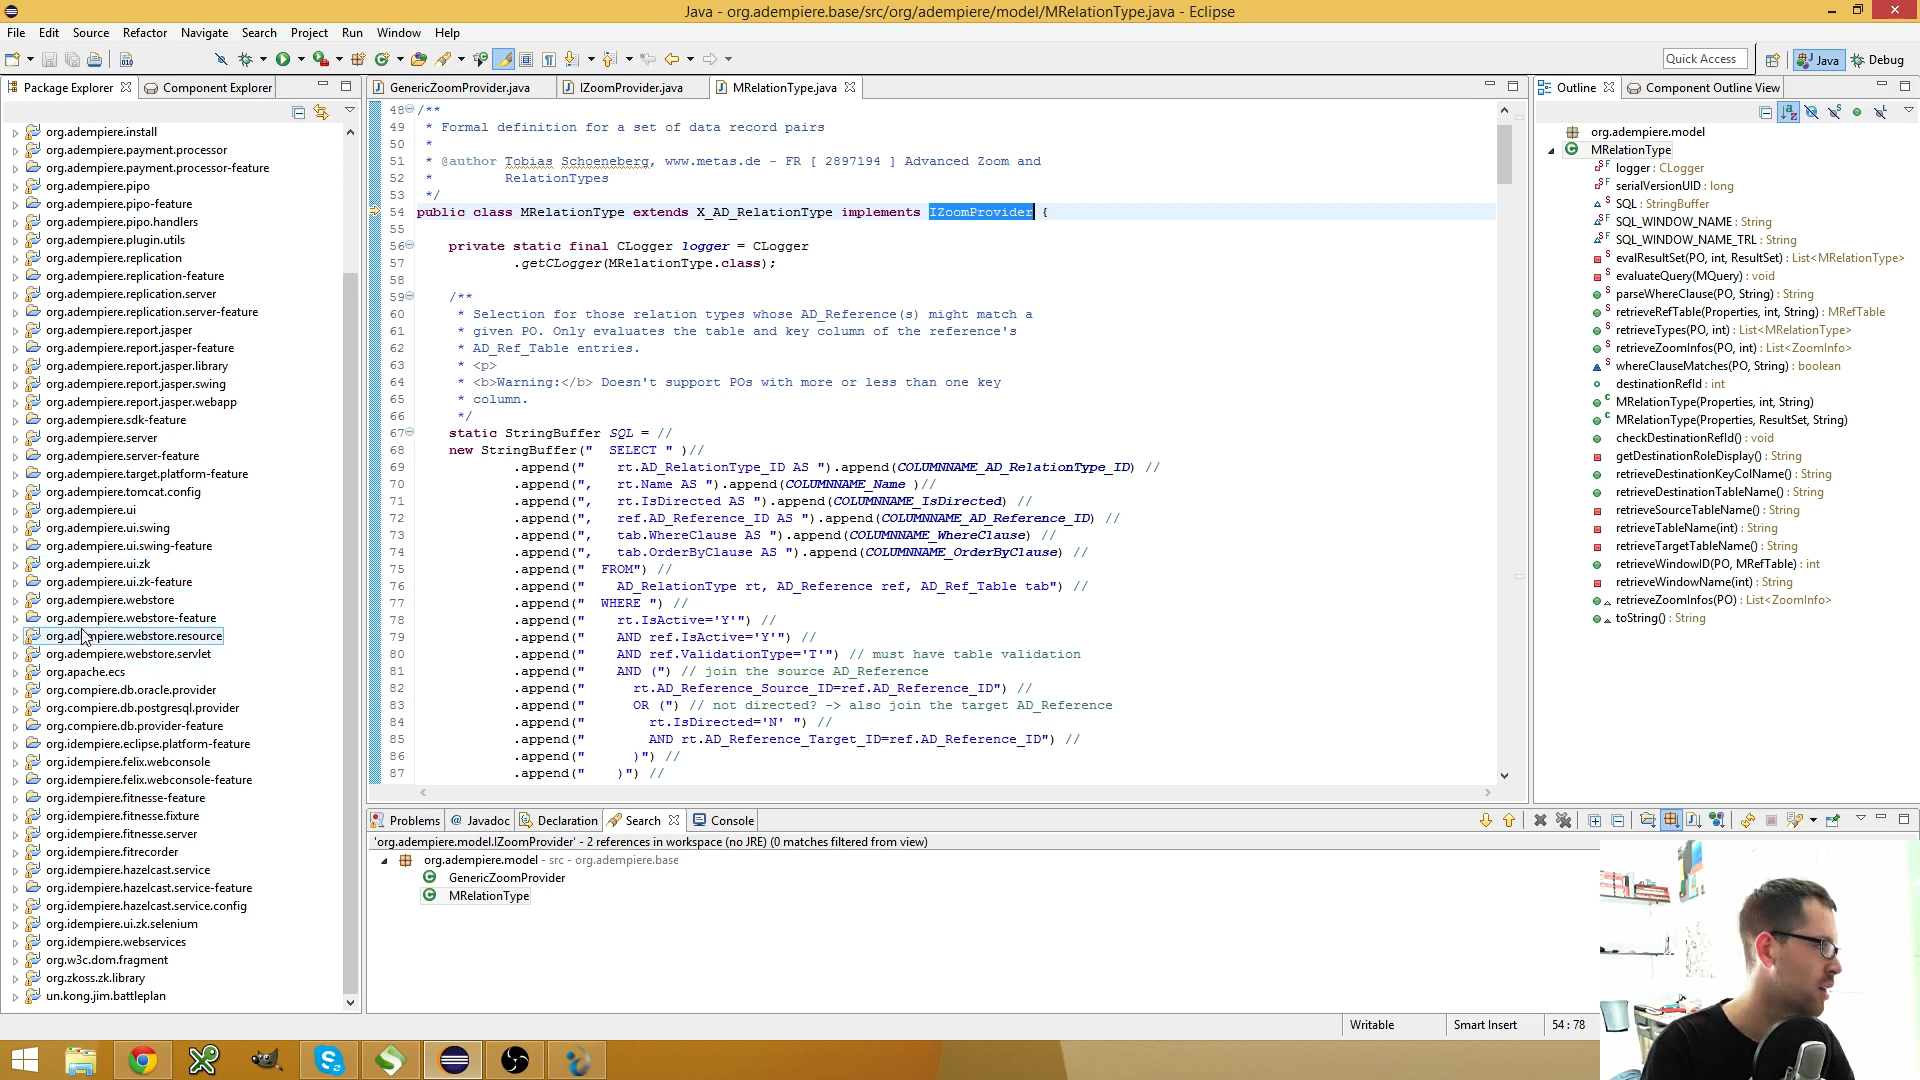 Java - org.adempiere.base/src/org/adempiere/model/MRelationType.java - Eclipse
File Edit Source Refactor Navigate Search Project Run Window Help
Quick Access
Java
Debug
Package Explorer
Component Explorer
org.adempiere.install
org.adempiere.payment.processor
org.adempiere.payment.processor-feature
org.adempiere.pipo
org.adempiere.pipo-feature
org.adempiere.pipo.handlers
org.adempiere.plugin.utils
org.adempiere.replication
org.adempiere.replication-feature
org.adempiere.replication.server
org.adempiere.replication.server-feature
org.adempiere.report.jasper
org.adempiere.report.jasper-feature
org.adempiere.report.jasper.library
org.adempiere.report.jasper.swing
org.adempiere.report.jasper.webapp
org.adempiere.sdk-feature
org.adempiere.server
org.adempiere.server-feature
org.adempiere.target.platform-feature
org.adempiere.tomcat.config
org.adempiere.ui
org.adempiere.ui.swing
org.adempiere.ui.swing-feature
org.adempiere.ui.zk
org.adempiere.ui.zk-feature
org.adempiere.webstore
org.adempiere.webstore-feature
org.adempiere.webstore.resource
org.adempiere.webstore.servlet
org.apache.ecs
org.compiere.db.oracle.provider
org.compiere.db.postgresql.provider
org.compiere.db.provider-feature
org.idempiere.eclipse.platform-feature
org.idempiere.felix.webconsole
org.idempiere.felix.webconsole-feature
org.idempiere.fitnesse-feature
org.idempiere.fitnesse.fixture
org.idempiere.fitnesse.server
org.idempiere.fitrecorder
org.idempiere.hazelcast.service
org.idempiere.hazelcast.service-feature
org.idempiere.hazelcast.service.config
org.idempiere.ui.zk.selenium
org.idempiere.webservices
org.w3c.dom.fragment
org.zkoss.zk.library
un.kong.jim.battleplan
GenericZoomProvider.java
IZoomProvider.java
MRelationType.java
48 /**
49 * Formal definition for a set of data record pairs
50 *
51 * @author Tobias Schoeneberg, www.metas.de - FR [ 2897194 ] Advanced Zoom and
52 * RelationTypes
53 */
54 public class MRelationType extends X_AD_RelationType implements IZoomProvider {
55
56 private static final CLogger logger = CLogger
57 .getCLogger(MRelationType.class);
58
59 /**
60 * Selection for those relation types whose AD_Reference(s) might match a
61 * given PO. Only evaluates the table and key column of the reference's
62 * AD_Ref_Table entries.
63 * <p>
64 * <b>Warning:</b> Doesn't support POs with more or less than one key
65 * column.
66 */
67 static StringBuffer SQL = //
68 new StringBuffer(" SELECT " )//
69 .append(" rt.AD_RelationType_ID AS ").append(COLUMNNAME_AD_RelationType_ID) //
70 .append(", rt.Name AS ").append(COLUMNNAME_Name )//
71 .append(", rt.IsDirected AS ").append(COLUMNNAME_IsDirected) //
72 .append(", ref.AD_Reference_ID AS ").append(COLUMNNAME_AD_Reference_ID) //
73 .append(", tab.WhereClause AS ").append(COLUMNNAME_WhereClause) //
74 .append(", tab.OrderByClause AS ").append(COLUMNNAME_OrderByClause) //
75 .append(" FROM") //
76 .append(" AD_RelationType rt, AD_Reference ref, AD_Ref_Table tab") //
77 .append(" WHERE ") //
78 .append(" rt.IsActive='Y'") //
79 .append(" AND ref.IsActive='Y'") //
80 .append(" AND ref.ValidationType='T'") // must have table validation
81 .append(" AND (") // join the source AD_Reference
82 .append(" rt.AD_Reference_Source_ID=ref.AD_Reference_ID") //
83 .append(" OR (") // not directed? -> also join the target AD_Reference
84 .append(" rt.IsDirected='N' ") //
85 .append(" AND rt.AD_Reference_Target_ID=ref.AD_Reference_ID") //
86 .append(" )") //
87 .append(" )") //
Outline
Component Outline View
org.adempiere.model
MRelationType
logger : CLogger
serialVersionUID : long
SQL : StringBuffer
SQL_WINDOW_NAME : String
SQL_WINDOW_NAME_TRL : String
evalResultSet(PO, int, ResultSet) : List<MRelationType>
evaluateQuery(MQuery) : void
parseWhereClause(PO, String) : String
retrieveRefTable(Properties, int, String) : MRefTable
retrieveTypes(PO, int) : List<MRelationType>
retrieveZoomInfos(PO, int) : List<ZoomInfo>
whereClauseMatches(PO, String) : boolean
destinationRefId : int
MRelationType(Properties, int, String)
MRelationType(Properties, ResultSet, String)
checkDestinationRefId() : void
getDestinationRoleDisplay() : String
retrieveDestinationKeyColName() : String
retrieveDestinationTableName() : String
retrieveSourceTableName() : String
retrieveTableName(int) : String
retrieveTargetTableName() : String
retrieveWindowID(PO, MRefTable) : int
retrieveWindowName(int) : String
retrieveZoomInfos(PO) : List<ZoomInfo>
toString() : String
Problems
@ Javadoc
Declaration
Search
Console
'org.adempiere.model.IZoomProvider' - 2 references in workspace (no JRE) (0 matches filtered from view)
org.adempiere.model - src - org.adempiere.base
GenericZoomProvider
MRelationType
Writable
Smart Insert
54 : 78